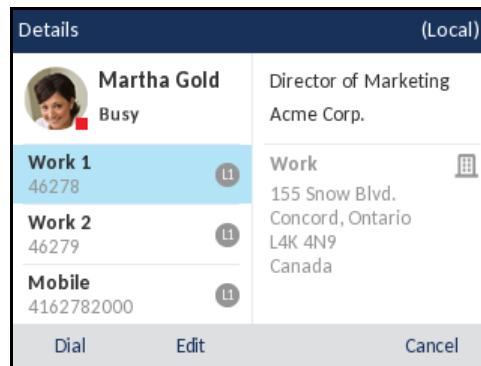 Details (Local)
Martha Gold
Busy
Work 1
46278
L1
Work 2
46279
L1
Mobile
4162782000
L1
Director of Marketing
Acme Corp.
Work
155 Snow Blvd.
Concord, Ontario
L4K 4N9
Canada
Dial Edit Cancel